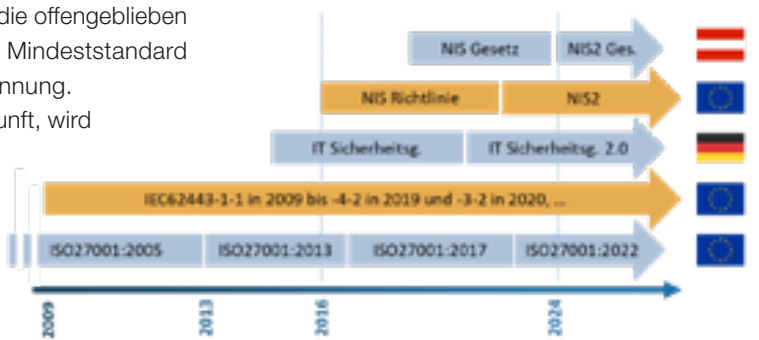 die offengeblieben
Mindeststandard
nnung.
unft, wird
NIS Gesetz NIS2 Ges.
NIS Richtlinie NIS2
IT Sicherheitsg. IT Sicherheitsg. 2.0
IEC62443-1-1 in 2009 bis -4-2 in 2019 und -3-2 in 2020, ...
ISO27001:2005 ISO27001:2013 ISO27001:2017 ISO27001:2022
2009 2013 2016 2024